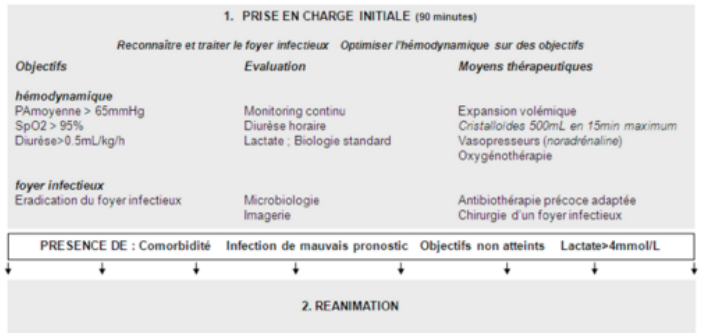 1. PRISE EN CHARGE INITIALE (90 minutes)
Reconnaître et traiter le foyer infectieux Optimiser l'hémodynamique sur des objectifs
Objectifs Evaluation Moyens thérapeutiques
hémodynamique
PAmoyenne > 65mmHg Monitoring continu Expansion volémique
SpO2 > 95% Diurèse horaire Cristalloïdes 500mL en 15min maximum
Diurèse>0.5mL/kg/h Lactate ; Biologie standard Vasopresseurs (noradrénaline)
Oxygénothérapie
foyer infectieux
Eradication du foyer infectieux Microbiologie Antibiothérapie précoce adaptée
Imagerie Chirurgie d'un foyer infectieux
PRESENCE DE : Comorbidité Infection de mauvais pronostic Objectifs non atteints Lactate>4mmol/L
2. REANIMATION